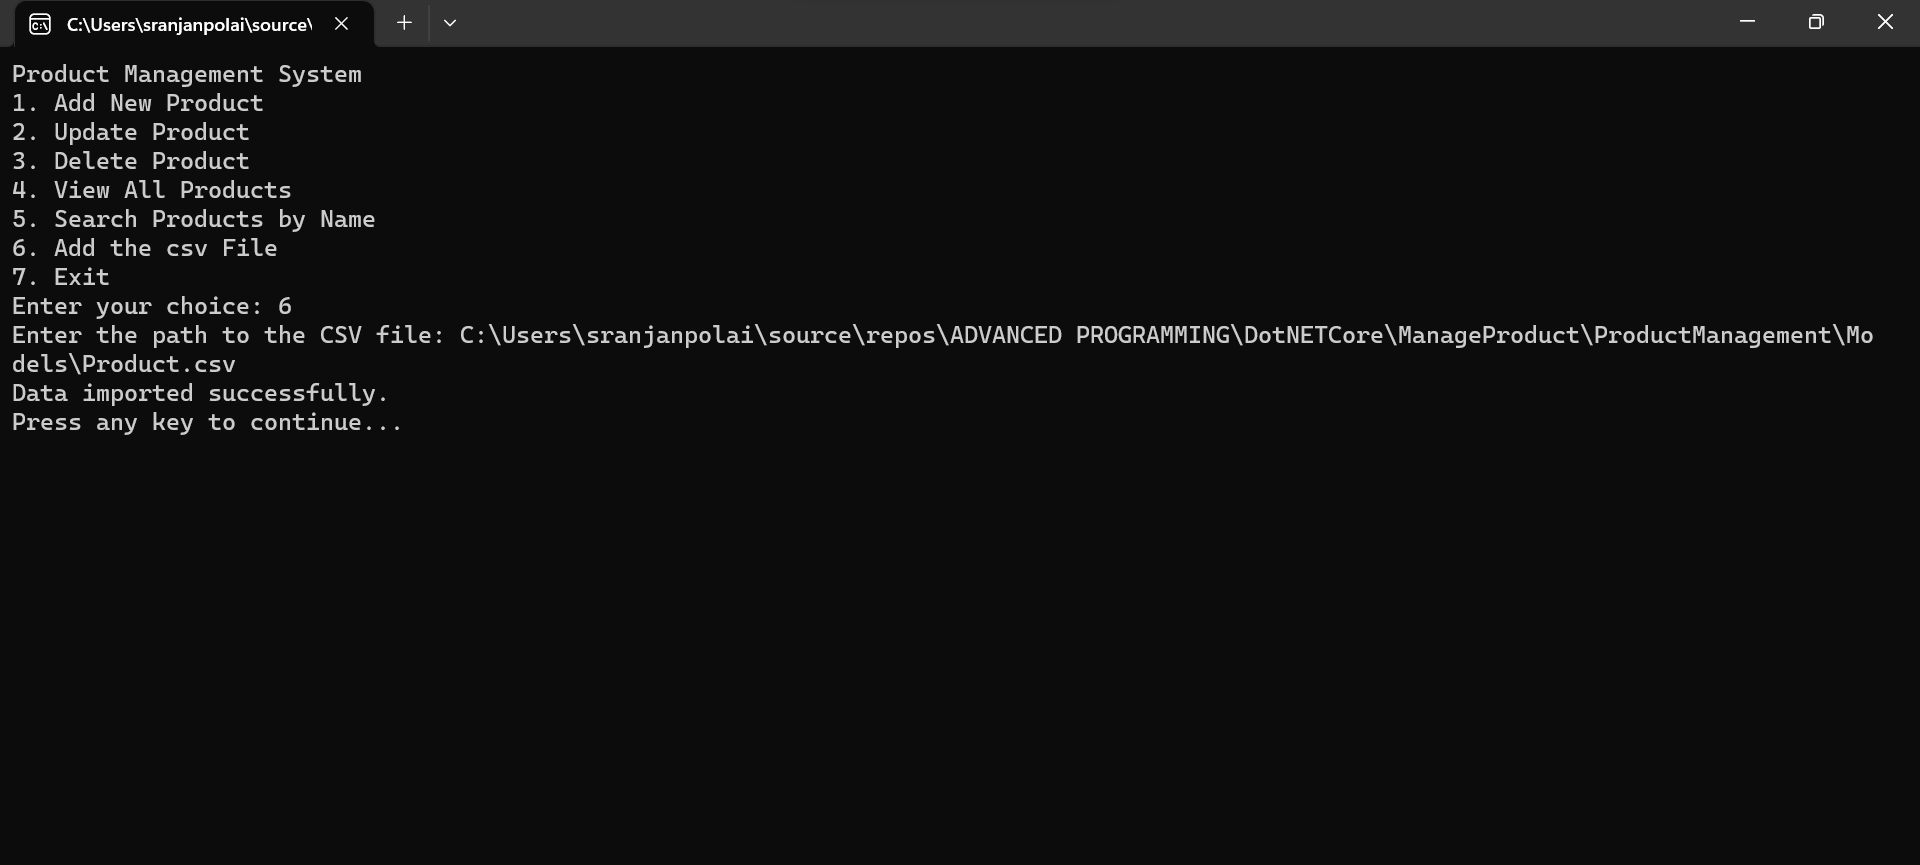 C:\Users\sranjanpolai\source\
Product Management System
1. Add New Product
2. Update Product
3. Delete Product
4. View All Products
5. Search Products by Name
6. Add the csv File
7. Exit
Enter your choice: 6
Enter the path to the CSV file: C:\Users\sranjanpolai\source\repos\ADVANCED PROGRAMMING\DotNETCore\ManageProduct\ProductManagement\Mo
dels\Product.csv
Data imported successfully.
Press any key to continue...